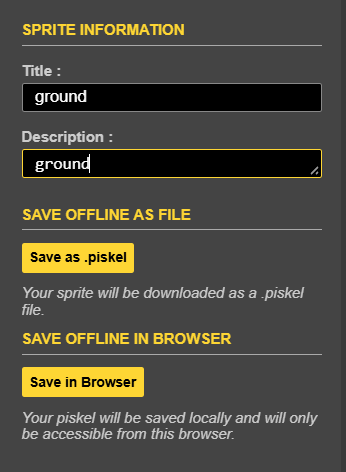 SPRITE INFORMATION
Title :
ground
Description :
ground
SAVE OFFLINE AS FILE
Save as .piskel
Your sprite will be downloaded as a .piskel
file.
SAVE OFFLINE IN BROWSER
Save in Browser
Your piskel will be saved locally and will only
be accessible from this browser.